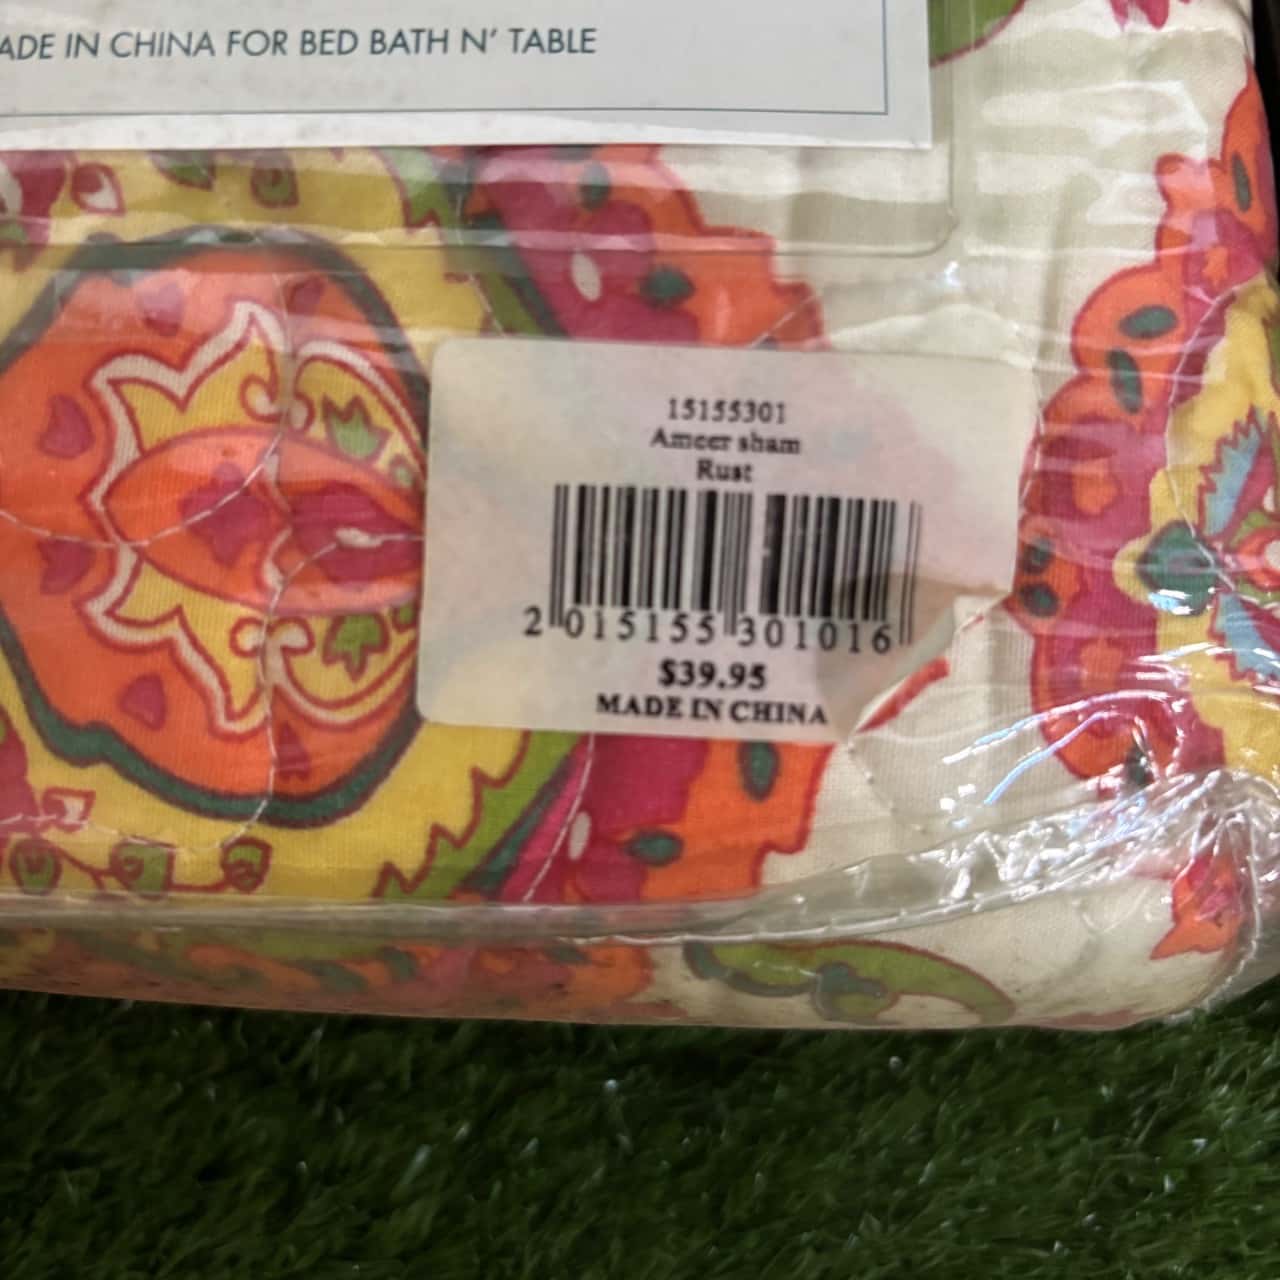 ADE IN CHINA FOR BED BATH N' TABLE
15155301
Ameer sham
Rust
2 015155 301016
$39.95
MADE IN CHINA